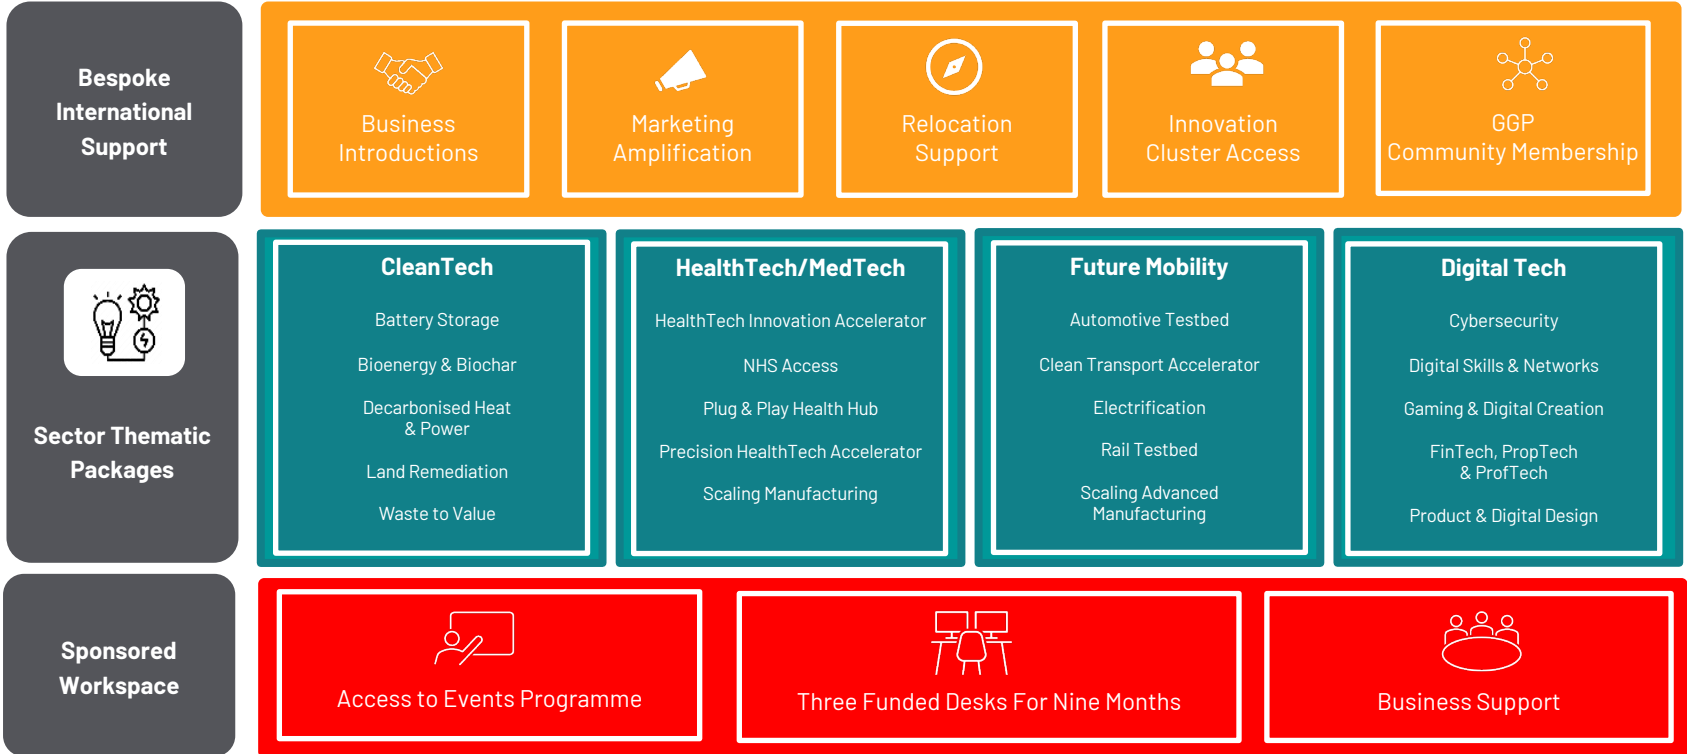 Bespoke
International
Support
Business
Introductions
Marketing
Amplification
Relocation
Support
Innovation
Cluster Access
GGP
Community Membership
Sector Thematic
Packages
CleanTech
Battery Storage
Bioenergy & Biochar
Decarbonised Heat
& Power
Land Remediation
Waste to Value
HealthTech/MedTech
HealthTech Innovation Accelerator
NHS Access
Plug & Play Health Hub
Precision HealthTech Accelerator
Scaling Manufacturing
Future Mobility
Automotive Testbed
Clean Transport Accelerator
Electrification
Rail Testbed
Scaling Advanced
Manufacturing
Digital Tech
Cybersecurity
Digital Skills & Networks
Gaming & Digital Creation
FinTech, PropTech
& ProfTech
Product & Digital Design
Sponsored
Workspace
Access to Events Programme
Three Funded Desks For Nine Months
Business Support